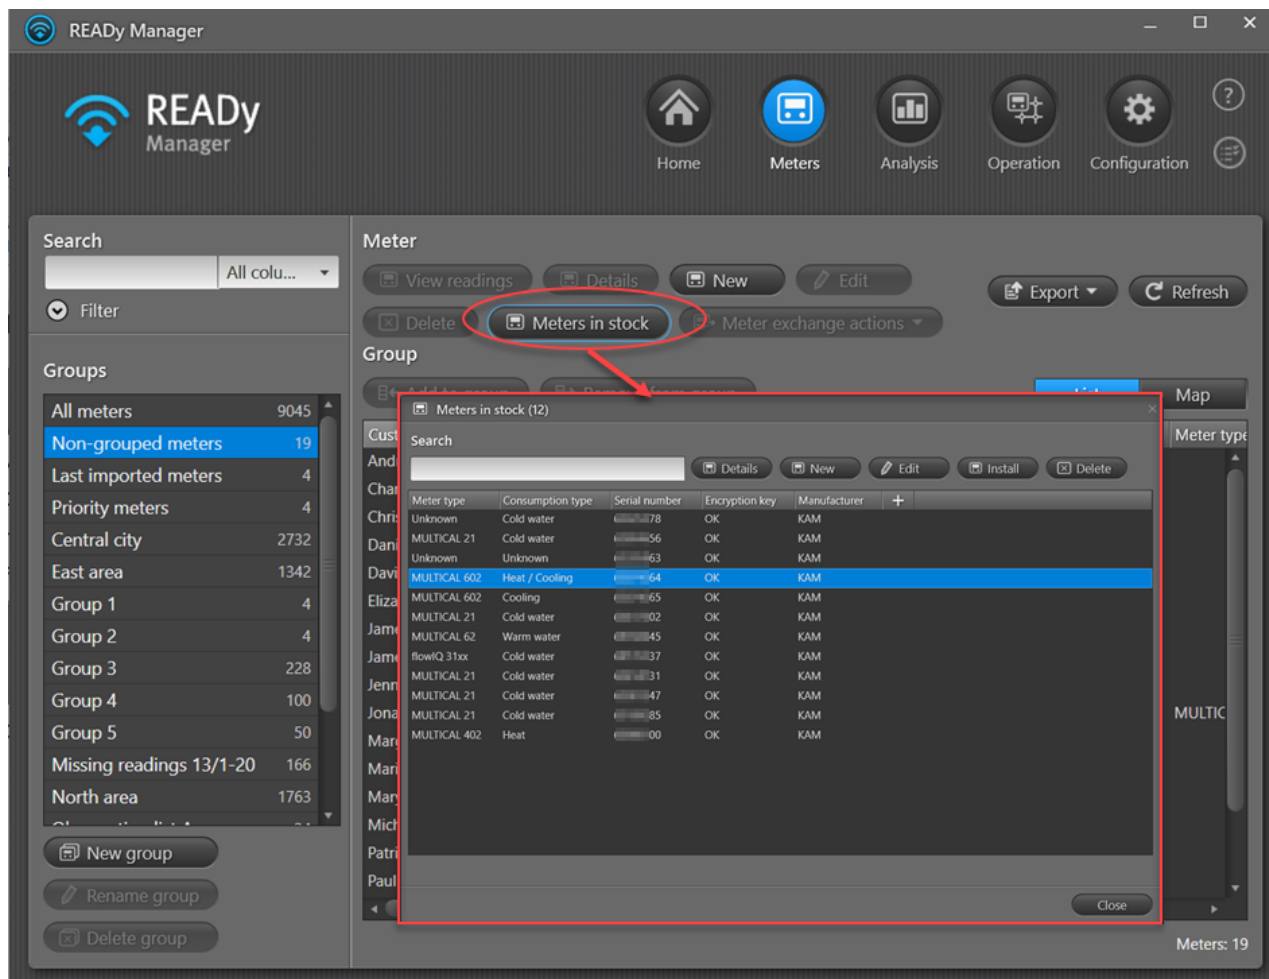 READy Manager
READy
Manager
Home
Meters
Analysis
Operation
Configuration
Search
All colu...
Filter
Groups
All meters 9045
Non-grouped meters 19
Last imported meters 4
Priority meters 4
Central city 2732
East area 1342
Group 1 4
Group 2 4
Group 3 228
Group 4 100
Group 5 50
Missing readings 13/1-20 166
North area 1763
New group
Rename group
Delete group
Meter
View readings
Details
New
Edit
Export
Refresh
Delete
Meters in stock
Meter exchange actions
Group
Map
Meter type
MULTIC
Meters in stock (12)
Search
Details
New
Edit
Install
Delete
Meter type Consumption type Serial number Encryption key Manufacturer +
Unknown Cold water 78 OK KAM
MULTICAL 21 Cold water 56 OK KAM
Unknown Unknown 63 OK KAM
MULTICAL 602 Heat / Cooling 64 OK KAM
MULTICAL 602 Cooling 65 OK KAM
MULTICAL 21 Cold water 02 OK KAM
MULTICAL 62 Warm water 45 OK KAM
flowIQ 31xx Cold water 37 OK KAM
MULTICAL 21 Cold water 31 OK KAM
MULTICAL 21 Cold water 47 OK KAM
MULTICAL 21 Cold water 85 OK KAM
MULTICAL 402 Heat 00 OK KAM
Close
Meters: 19